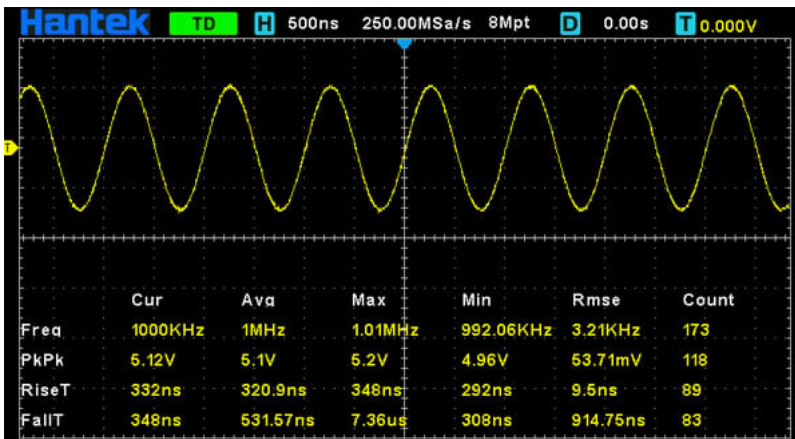 Hantek TD H 500ns 250.00MSa/s 8Mpt D 0.00s T 0.000V
T
Cur Avg Max Min Rmse Count
Freq 1000KHz 1MHz 1.01MHz 992.06KHz 3.21KHz 173
PkPk 5.12V 5.1V 5.2V 4.96V 53.71mV 118
RiseT 332ns 320.9ns 348ns 292ns 9.5ns 89
FallT 348ns 531.57ns 7.36us 308ns 914.75ns 83